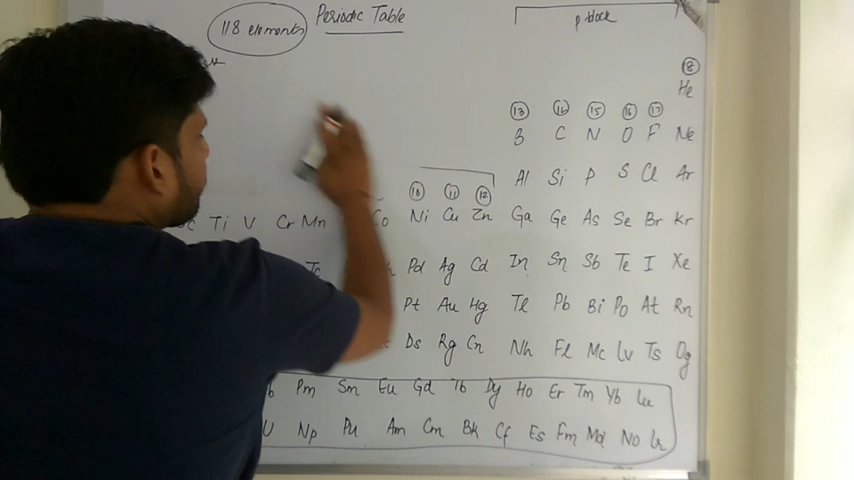 118 elements Periodic Table
p-block
18
He
13 14 15 16 17
B C N O F Ne
Al Si P S Cl Ar
10 11 12
Ti V Cr Mn Co Ni Cu Zn Ga Ge As Se Br Kr
Tc Pd Ag Cd In Sn Sb Te I Xe
Pt Au Hg Tl Pb Bi Po At Rn
Ds Rg Cn Nh Fl Mc Lv Ts Og
Pm Sm Eu Gd Tb Dy Ho Er Tm Yb Lu
U Np Pu Am Cm Bk Cf Es Fm Md No Lr